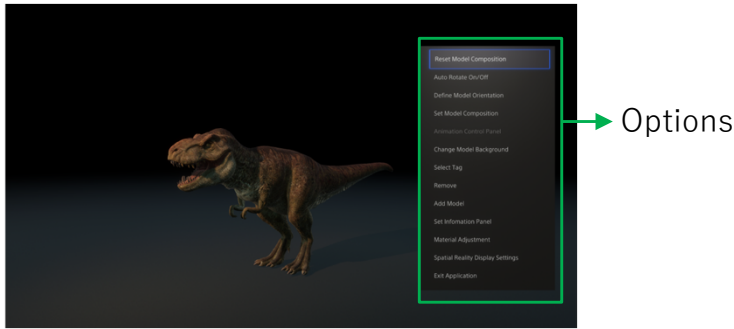 Reset Model Composition
Auto Rotate On/Off
Define Model Orientation
Set Model Composition
Animation Control Panel
Change Model Background
Select Tag
Remove
Add Model
Set Infomation Panel
Material Adjustment
Spatial Reality Display Settings
Exit Application
Options